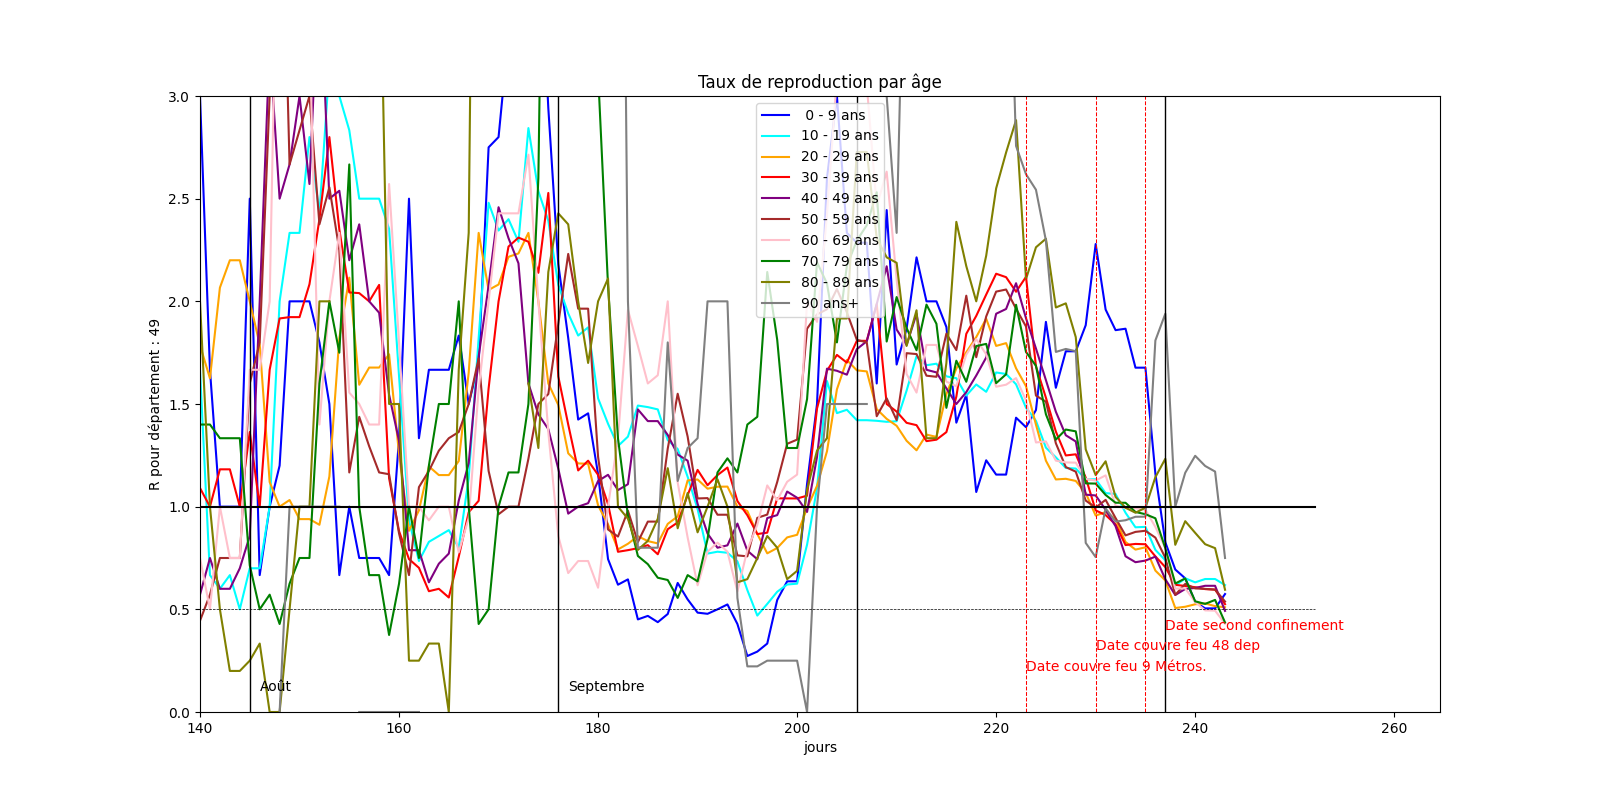 Taux de reproduction par âge
R pour département : 49
3.0
2.5
2.0
1.5
1.0
0.5
0.0
0 - 9 ans
10 - 19 ans
20 - 29 ans
30 - 39 ans
40 - 49 ans
50 - 59 ans
60 - 69 ans
70 - 79 ans
80 - 89 ans
90 ans+
Date second confinement
Date couvre feu 48 dep
Date couvre feu 9 Métros.
Août
Septembre
140
160
180
200
220
240
260
jours